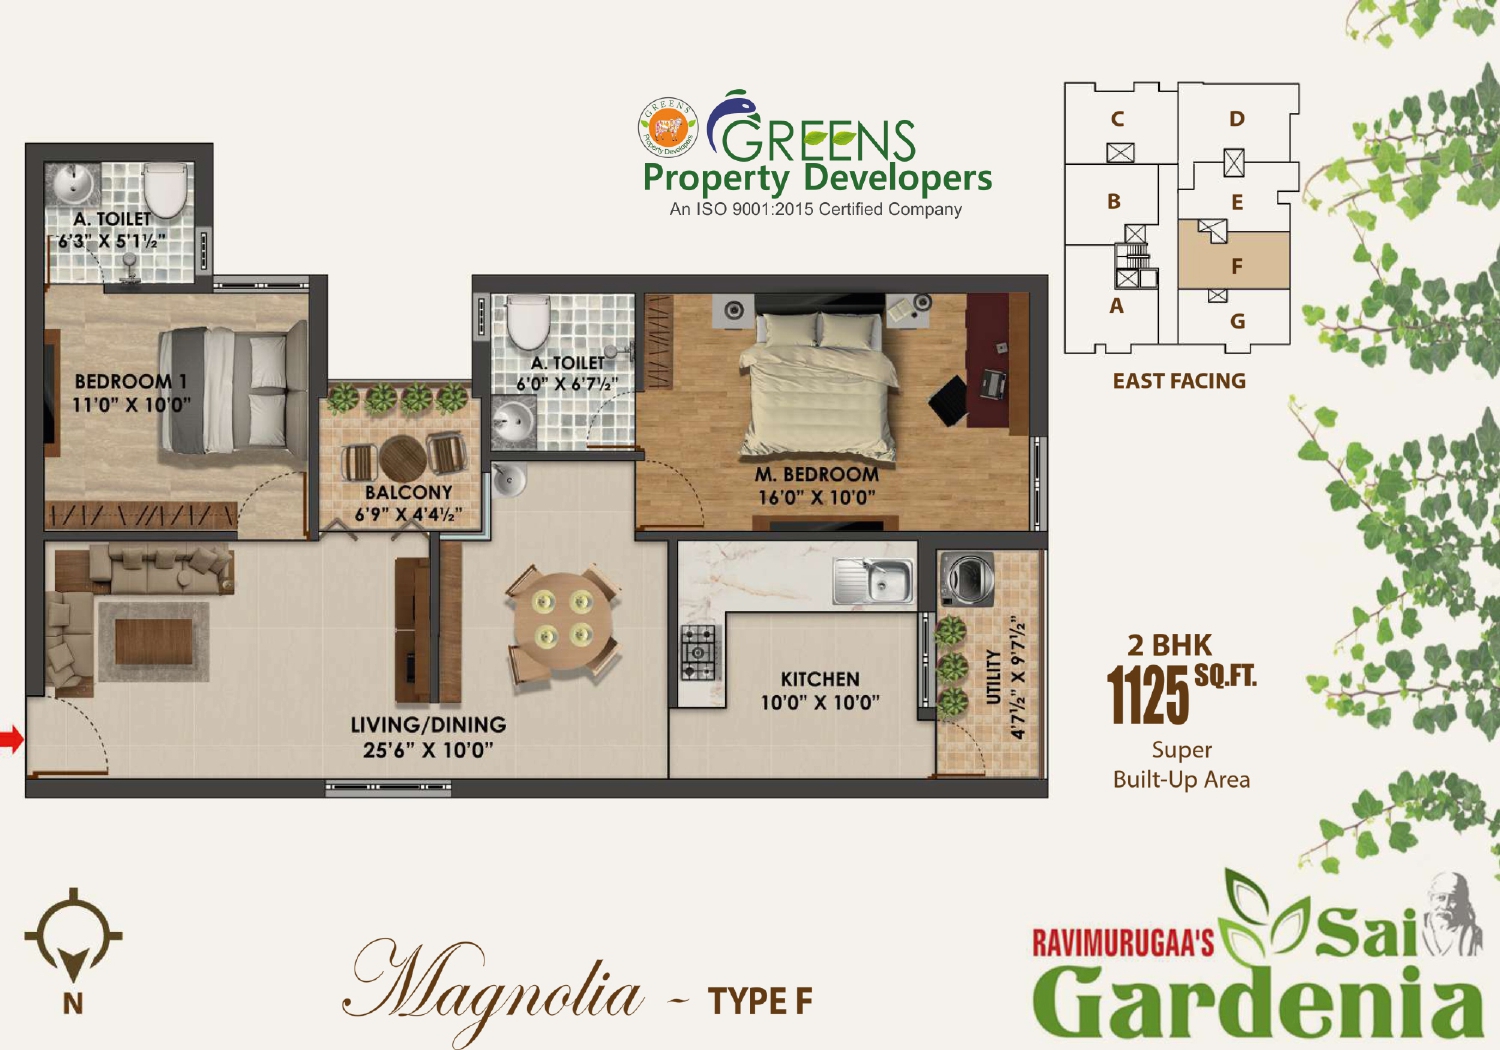 GREENS
Property Developers
GREENS
Property Developers
An ISO 9001:2015 Certified Company
C
D
B
E
F
A
G
EAST FACING
A. TOILET
6'3" X 5'1½"
BEDROOM 1
11'0" X 10'0"
BALCONY
6'9" X 4'4½"
A. TOILET
6'0" X 6'7½"
M. BEDROOM
16'0" X 10'0"
LIVING/DINING
25'6" X 10'0"
KITCHEN
10'0" X 10'0"
UTILITY
4'7½" X 9'7½"
2 BHK
1125 SQ.FT.
Super
Built-Up Area
N
Magnolia - TYPE F
RAVIMURUGAA'S
Sai
Gardenia